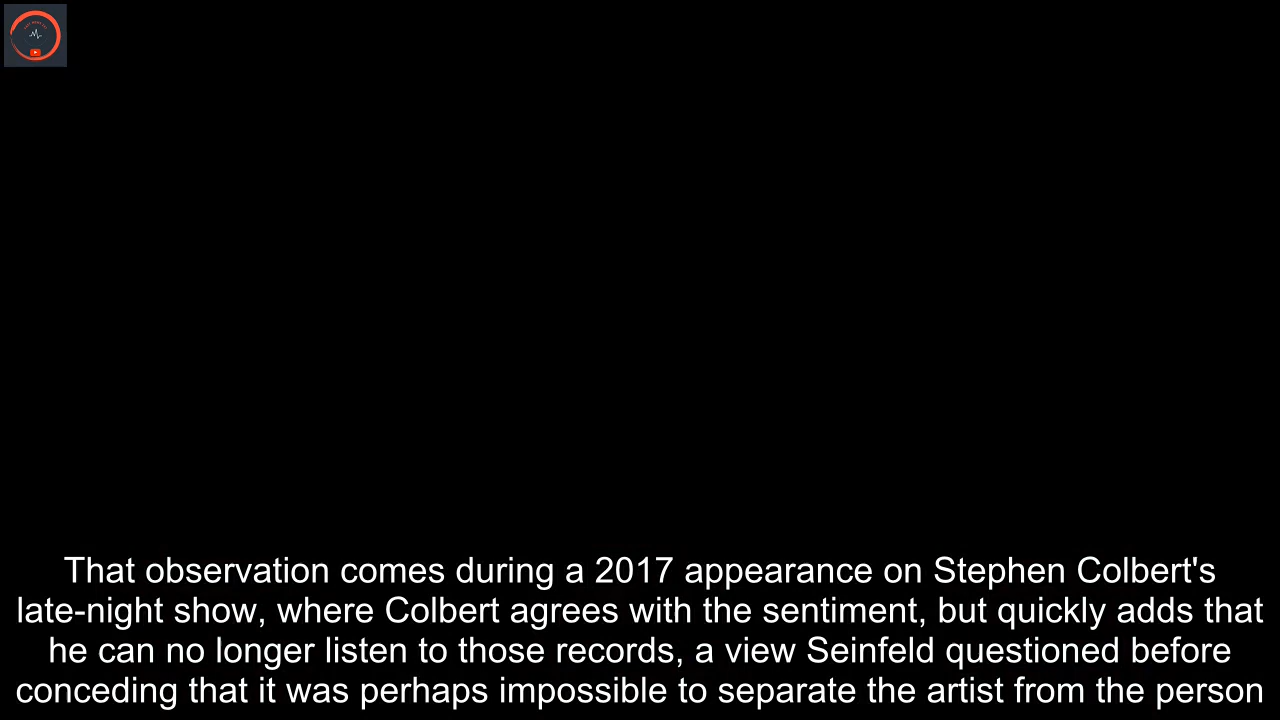 That observation comes during a 2017 appearance on Stephen Colbert's
late-night show, where Colbert agrees with the sentiment, but quickly adds that
he can no longer listen to those records, a view Seinfeld questioned before
conceding that it was perhaps impossible to separate the artist from the person